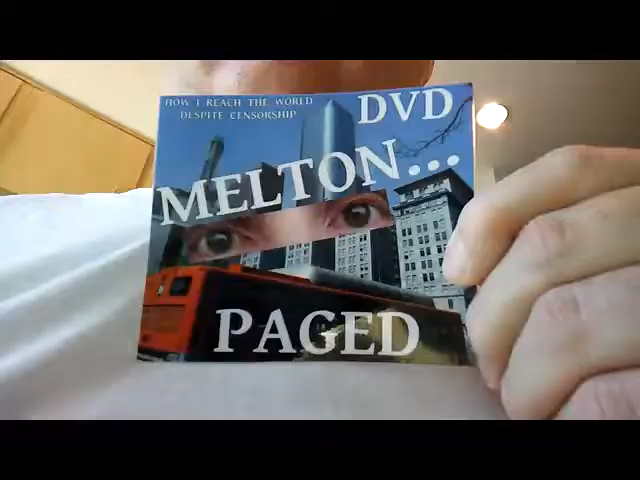 HOW I REACH THE WORLD
DESPITE CENSORSHIP
DVD
MELTON...
PAGED